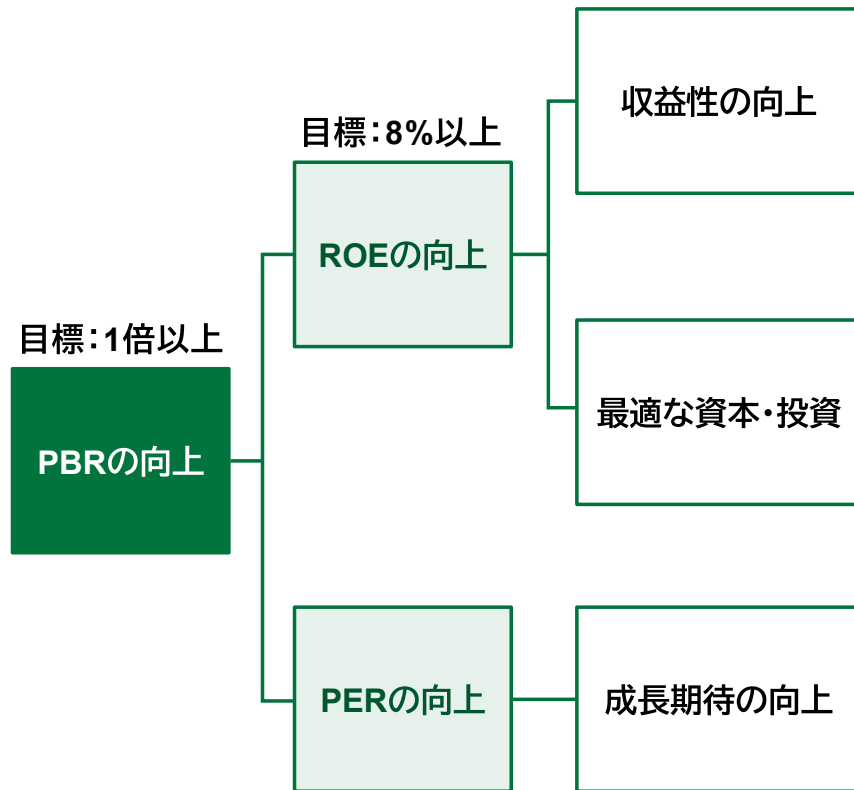 目標：1倍以上
PBRの向上
目標：8%以上
ROEの向上
収益性の向上
最適な資本・投資
PERの向上
成長期待の向上